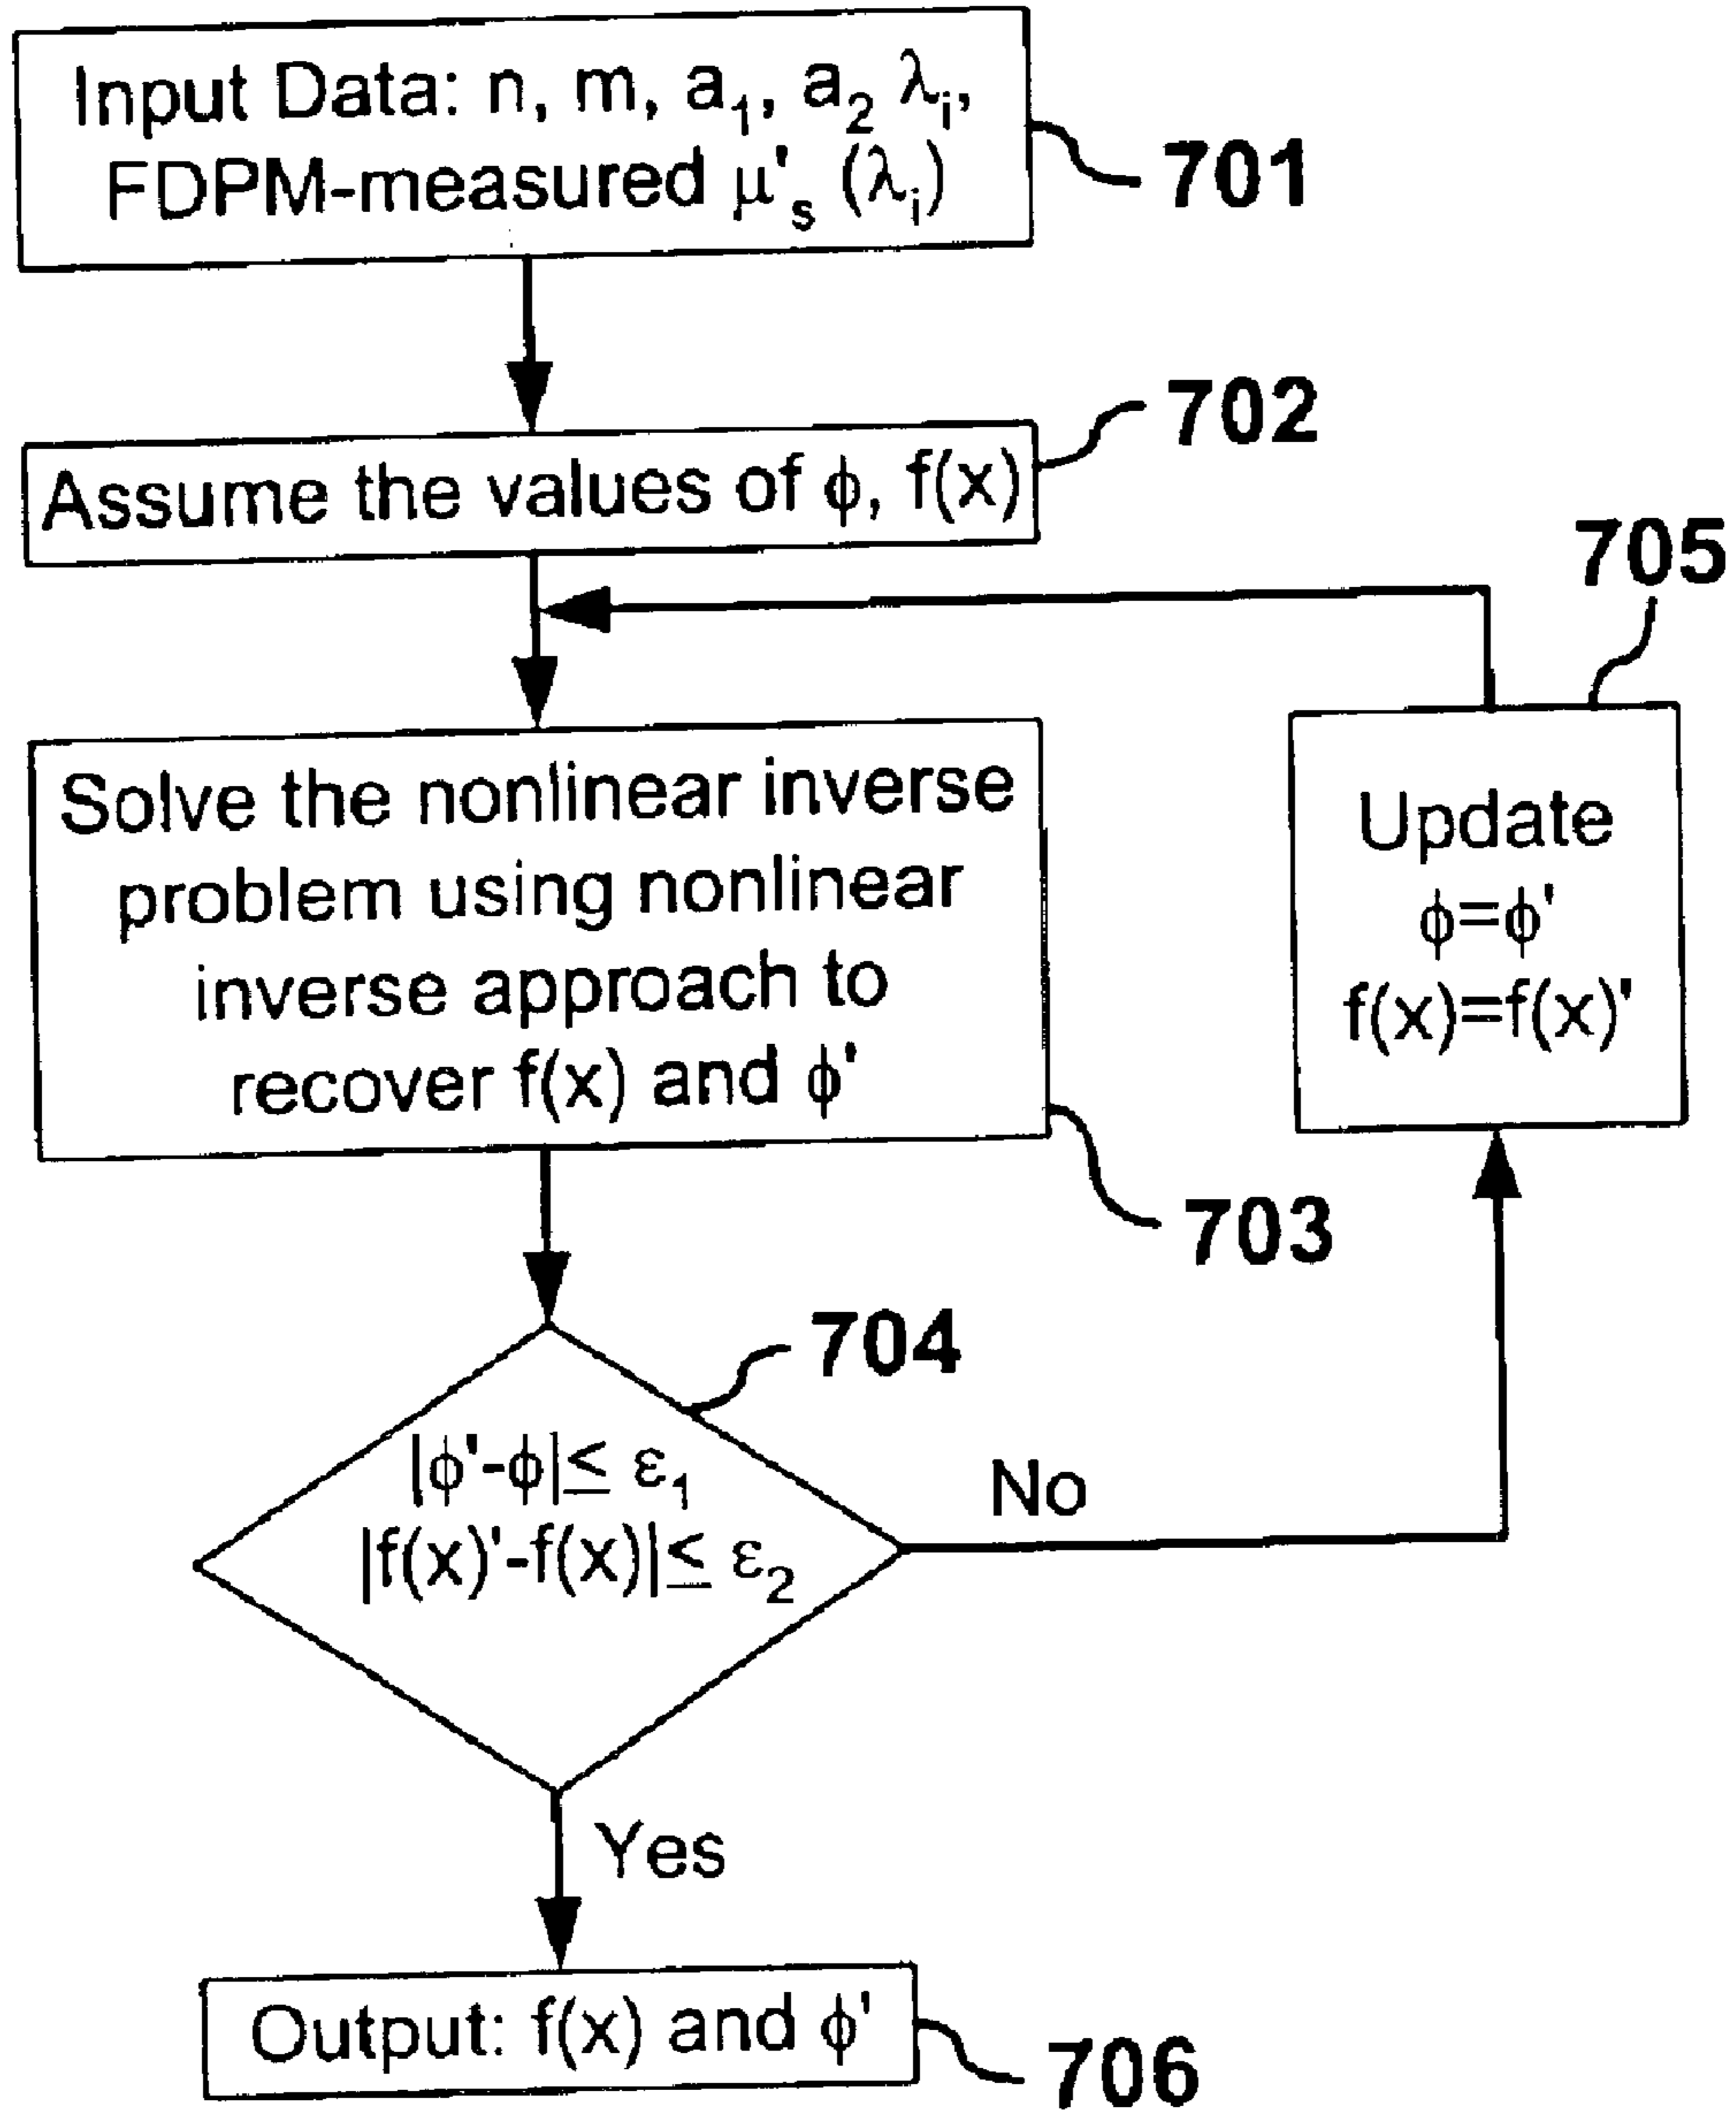 Input Data: n, m, a₁, a₂ λᵢ,
FDPM-measured μ'ₛ (λᵢ)
701
702
Assume the values of ϕ, f(x)
705
Solve the nonlinear inverse
problem using nonlinear
inverse approach to
recover f(x) and ϕ'
703
Update
ϕ=ϕ'
f(x)=f(x)'
704
|ϕ'-ϕ|≤ ε₁
|f(x)'-f(x)|≤ ε₂
No
Yes
Output: f(x) and ϕ'
706